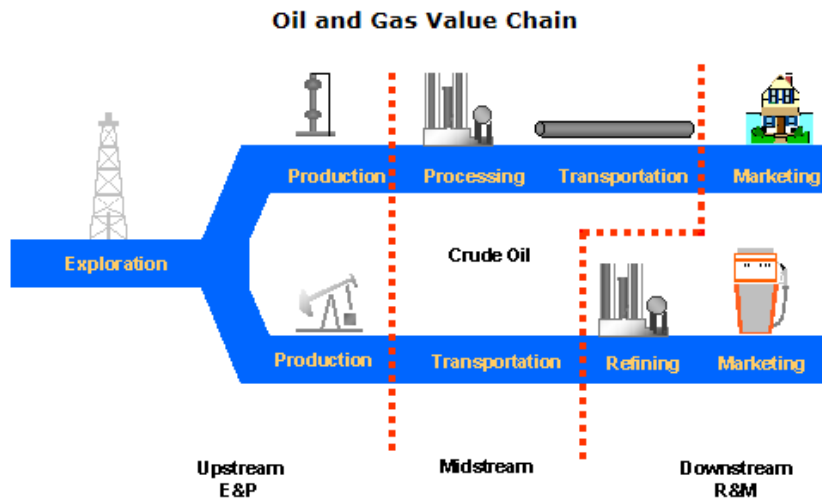 Oil and Gas Value Chain
Production
Processing
Transportation
Marketing
Exploration
Crude Oil
Production
Transportation
Refining
Marketing
Upstream
E&P
Midstream
Downstream
R&M